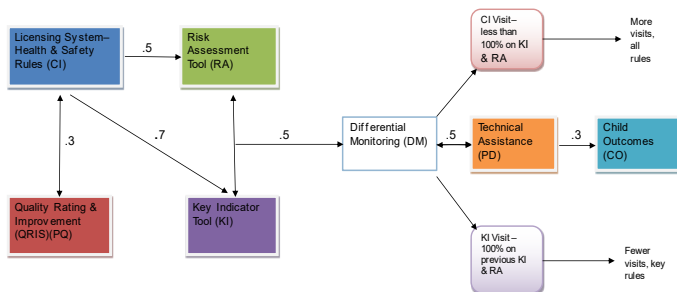 Licensing System–
Health & Safety
Rules (CI)
.5
Risk
Assessment
Tool (RA)
CI Visit –
less than
100% on KI
& RA
More
visits,
all
rules
.3
.7
.5
Differential
Monitoring (DM)
.5
Technical
Assistance
(PD)
.3
Child
Outcomes
(CO)
Quality Rating &
Improvement
(QRIS)(PQ)
Key Indicator
Tool (KI)
KI Visit –
100% on
previous KI
& RA
Fewer
visits, key
rules